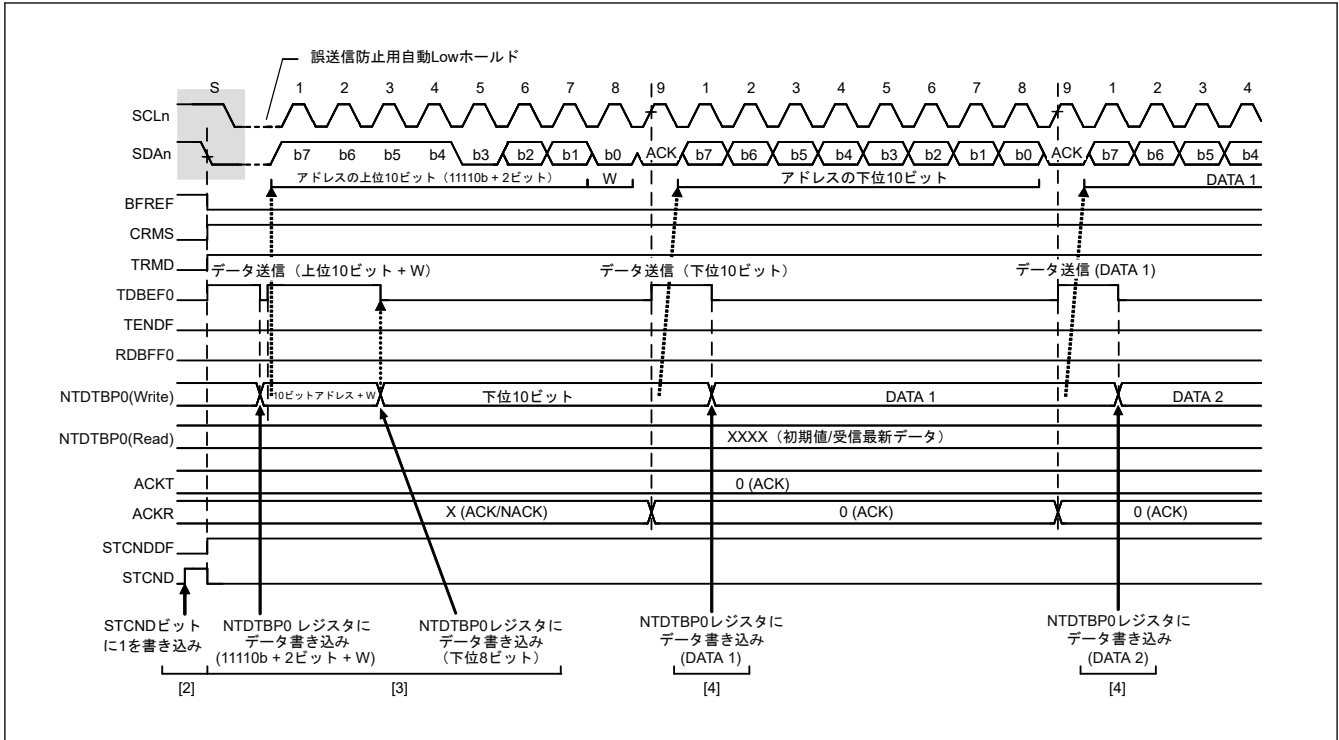 誤送信防止用自動Lowホールド
S 1 2 3 4 5 6 7 8 9 1 2 3 4 5 6 7 8 9 1 2 3 4
SCLn
SDAn b7 b6 b5 b4 b3 b2 b1 b0 ACK b7 b6 b5 b4 b3 b2 b1 b0 ACK b7 b6 b5 b4
アドレスの上位10ビット（11110b + 2ビット） W アドレスの下位10ビット DATA 1
BFREF
CRMS
TRMD
データ送信（上位10ビット + W） データ送信（下位10ビット） データ送信 (DATA 1)
TDBEF0
TENDF
RDBFF0
NTDTBP0(Write) 10ビットアドレス + W 下位10ビット DATA 1 DATA 2
NTDTBP0(Read) XXXX（初期値/受信最新データ）
ACKT 0 (ACK)
ACKR X (ACK/NACK) 0 (ACK) 0 (ACK)
STCNDDF
STCND
STCNDビット
に1を書き込み
NTDTBP0 レジスタに
データ書き込み
(11110b + 2ビット + W)
NTDTBP0レジスタに
データ書き込み
（下位8ビット）
NTDTBP0レジスタに
データ書き込み
(DATA 1)
NTDTBP0レジスタに
データ書き込み
(DATA 2)
[2] [3] [4] [4]